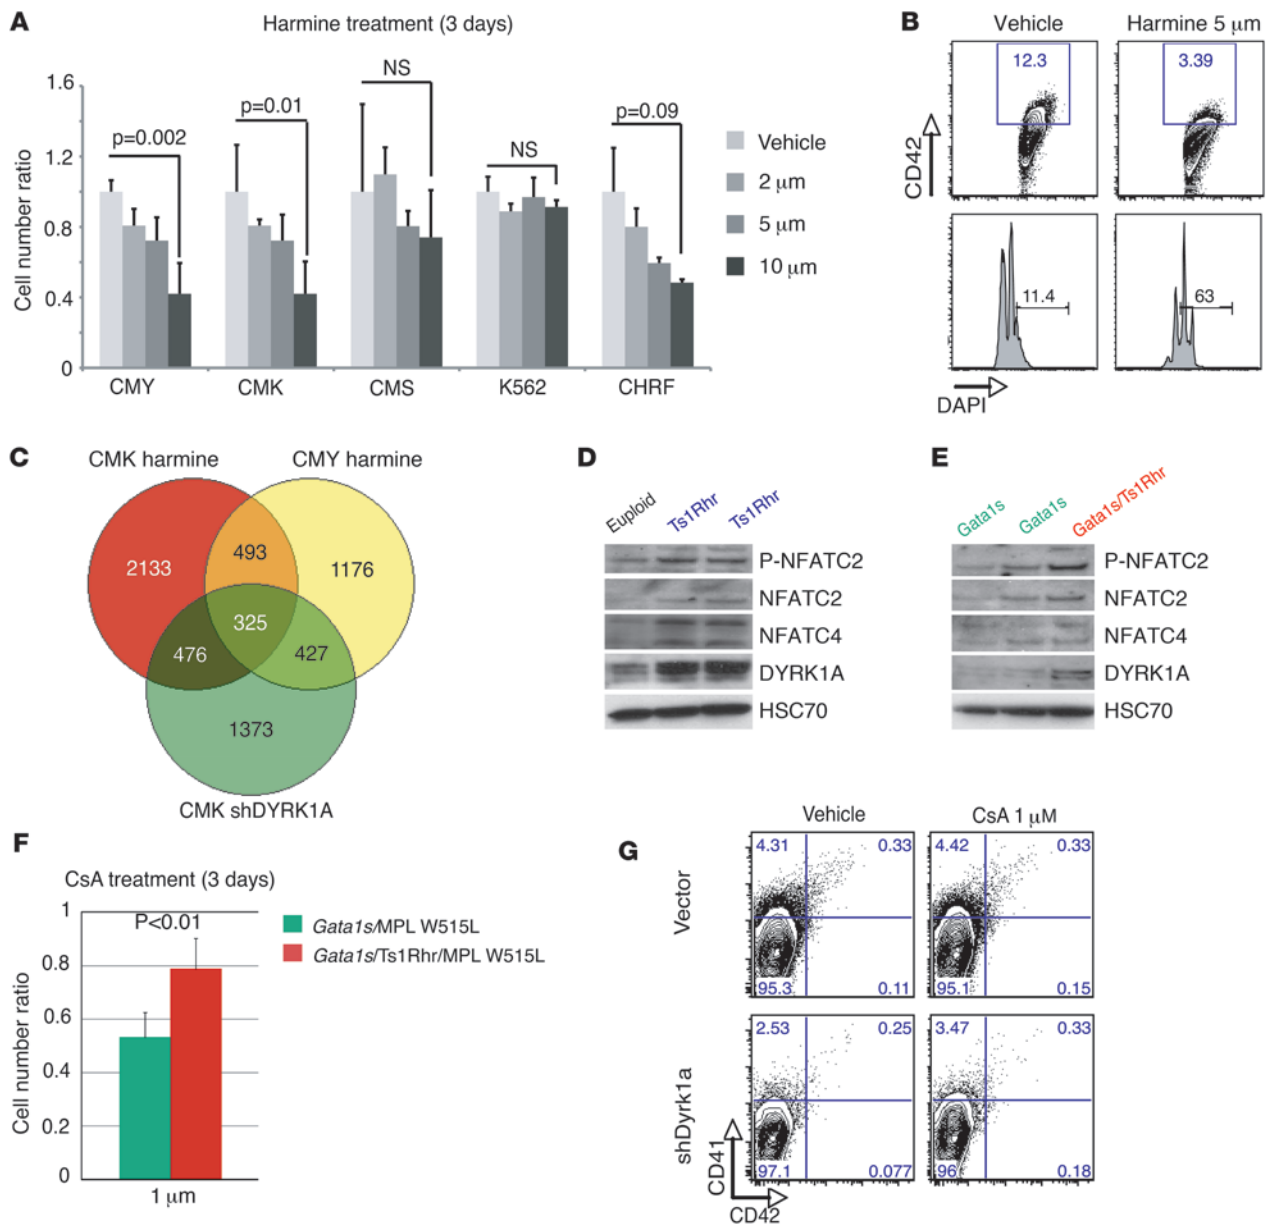 A
Harmine treatment (3 days)
Cell number ratio
1.6
1.2
0.8
0.4
0
p=0.002
p=0.01
NS
NS
p=0.09
CMY
CMK
CMS
K562
CHRF
Vehicle
2 μm
5 μm
10 μm
B
Vehicle
Harmine 5 μm
12.3
3.39
CD42
11.4
63
DAPI
C
CMK harmine
CMY harmine
2133
493
1176
325
476
427
1373
CMK shDYRK1A
D
Euploid
Ts1Rhr
Ts1Rhr
P-NFATC2
NFATC2
NFATC4
DYRK1A
HSC70
E
Gata1s
Gata1s
Gata1s/Ts1Rhr
P-NFATC2
NFATC2
NFATC4
DYRK1A
HSC70
F
CsA treatment (3 days)
Cell number ratio
1
0.8
0.6
0.4
0.2
0
P<0.01
1 μm
Gata1s/MPL W515L
Gata1s/Ts1Rhr/MPL W515L
G
Vehicle
CsA 1 μM
Vector
4.31
0.33
95.3
0.11
4.42
0.33
95.1
0.15
shDyrk1a
2.53
0.25
97.1
0.077
3.47
0.33
96
0.18
CD41
CD42